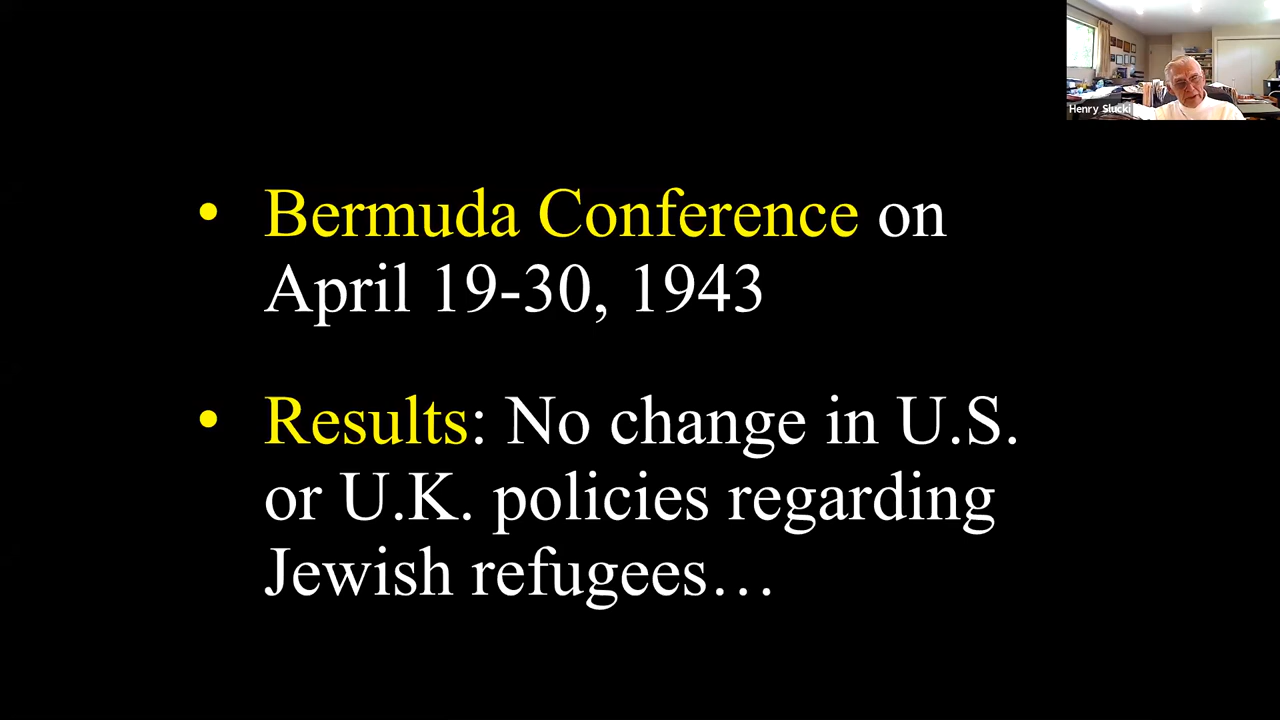 Henry Slucki
• Bermuda Conference on
April 19-30, 1943
• Results: No change in U.S.
or U.K. policies regarding
Jewish refugees…